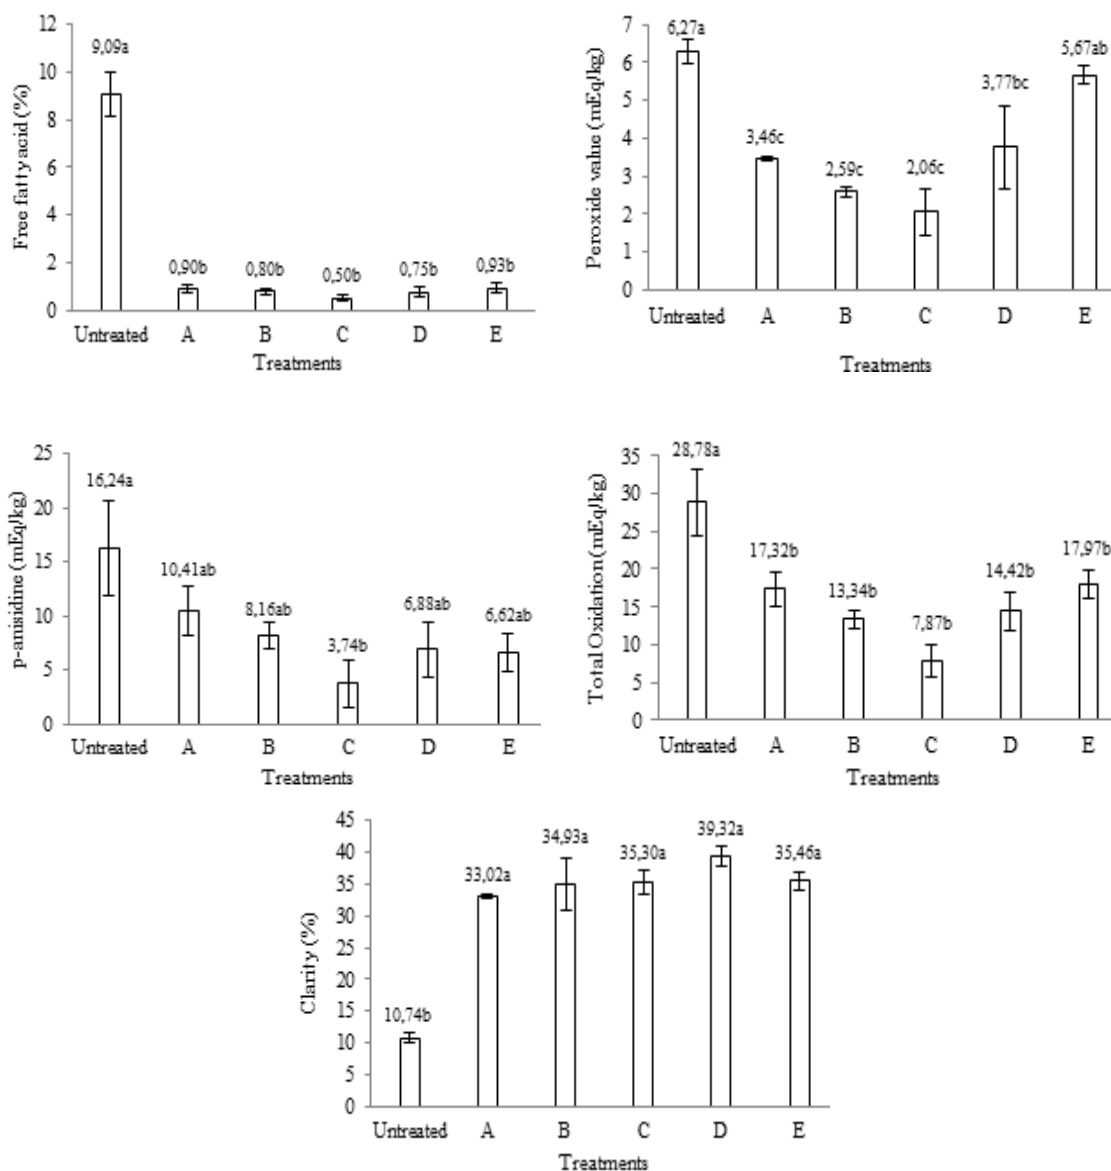 Free fatty acid (%)
12
10
8
6
4
2
0
9,09a
0,90b
0,80b
0,50b
0,75b
0,93b
Untreated A B C D E
Treatments
Peroxide value (mEq/kg)
7
6
5
4
3
2
1
0
6,27a
3,46c
2,59c
2,06c
3,77bc
5,67ab
Untreated A B C D E
Treatments
p-anisidine (mEq/kg)
25
20
15
10
5
0
16,24a
10,41ab
8,16ab
3,74b
6,88ab
6,62ab
Untreated A B C D E
Treatments
Total Oxidation (mEq/kg)
35
30
25
20
15
10
5
0
28,78a
17,32b
13,34b
7,87b
14,42b
17,97b
Untreated A B C D E
Treatments
Clarity (%)
45
40
35
30
25
20
15
10
5
0
10,74b
33,02a
34,93a
35,30a
39,32a
35,46a
Untreated A B C D E
Treatments